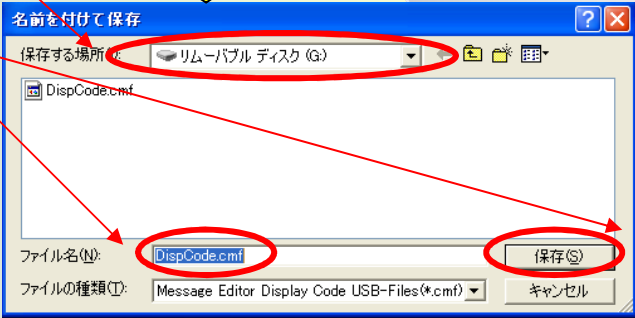 名前を付けて保存
保存する場所(I): リムーバブル ディスク (G:)
DispCode.cmf
ファイル名(N): DispCode.cmf 保存(S)
ファイルの種類(T): Message Editor Display Code USB-Files(*.cmf) キャンセル